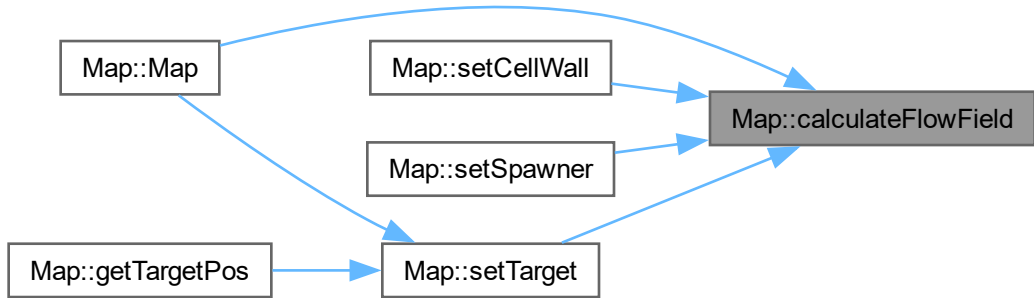 Map::Map
Map::setCellWall
Map::calculateFlowField
Map::setSpawner
Map::getTargetPos
Map::setTarget